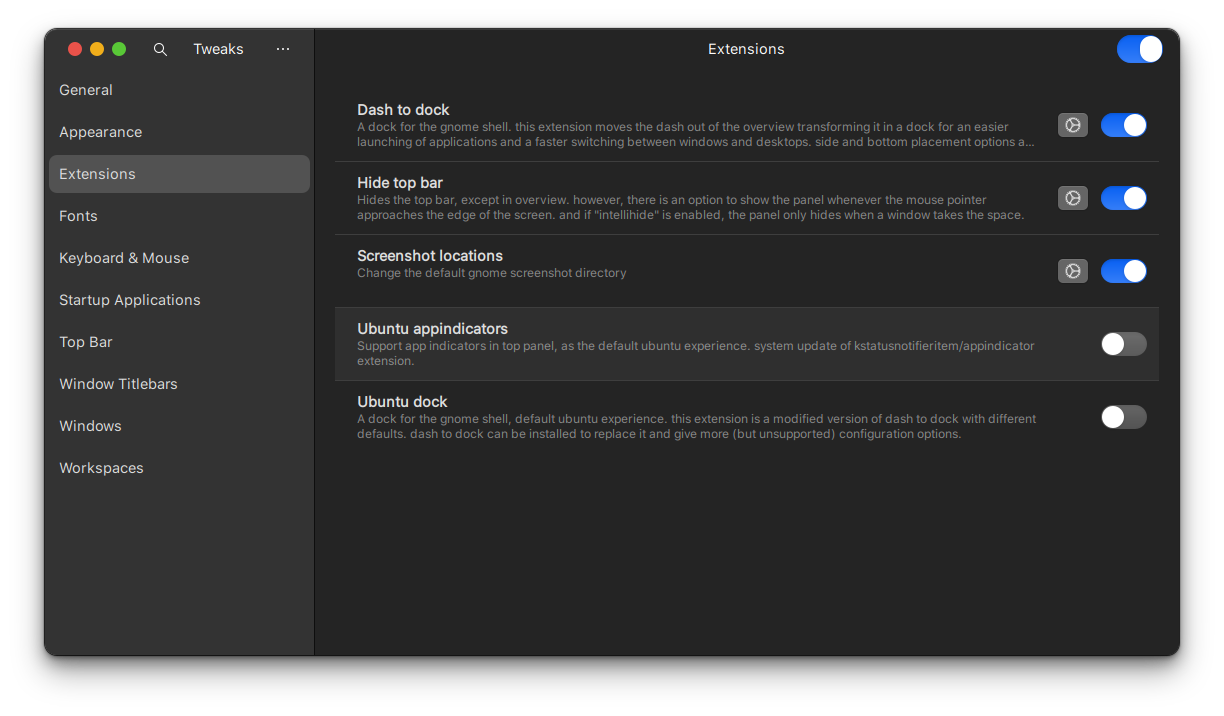 Tweaks
Extensions
General
Appearance
Extensions
Fonts
Keyboard & Mouse
Startup Applications
Top Bar
Window Titlebars
Windows
Workspaces
Dash to dock
A dock for the gnome shell. this extension moves the dash out of the overview transforming it in a dock for an easier
launching of applications and a faster switching between windows and desktops. side and bottom placement options a...
Hide top bar
Hides the top bar, except in overview. however, there is an option to show the panel whenever the mouse pointer
approaches the edge of the screen. and if "intellihide" is enabled, the panel only hides when a window takes the space.
Screenshot locations
Change the default gnome screenshot directory
Ubuntu appindicators
Support app indicators in top panel, as the default ubuntu experience. system update of kstatusnotifieritem/appindicator
extension.
Ubuntu dock
A dock for the gnome shell, default ubuntu experience. this extension is a modified version of dash to dock with different
defaults. dash to dock can be installed to replace it and give more (but unsupported) configuration options.